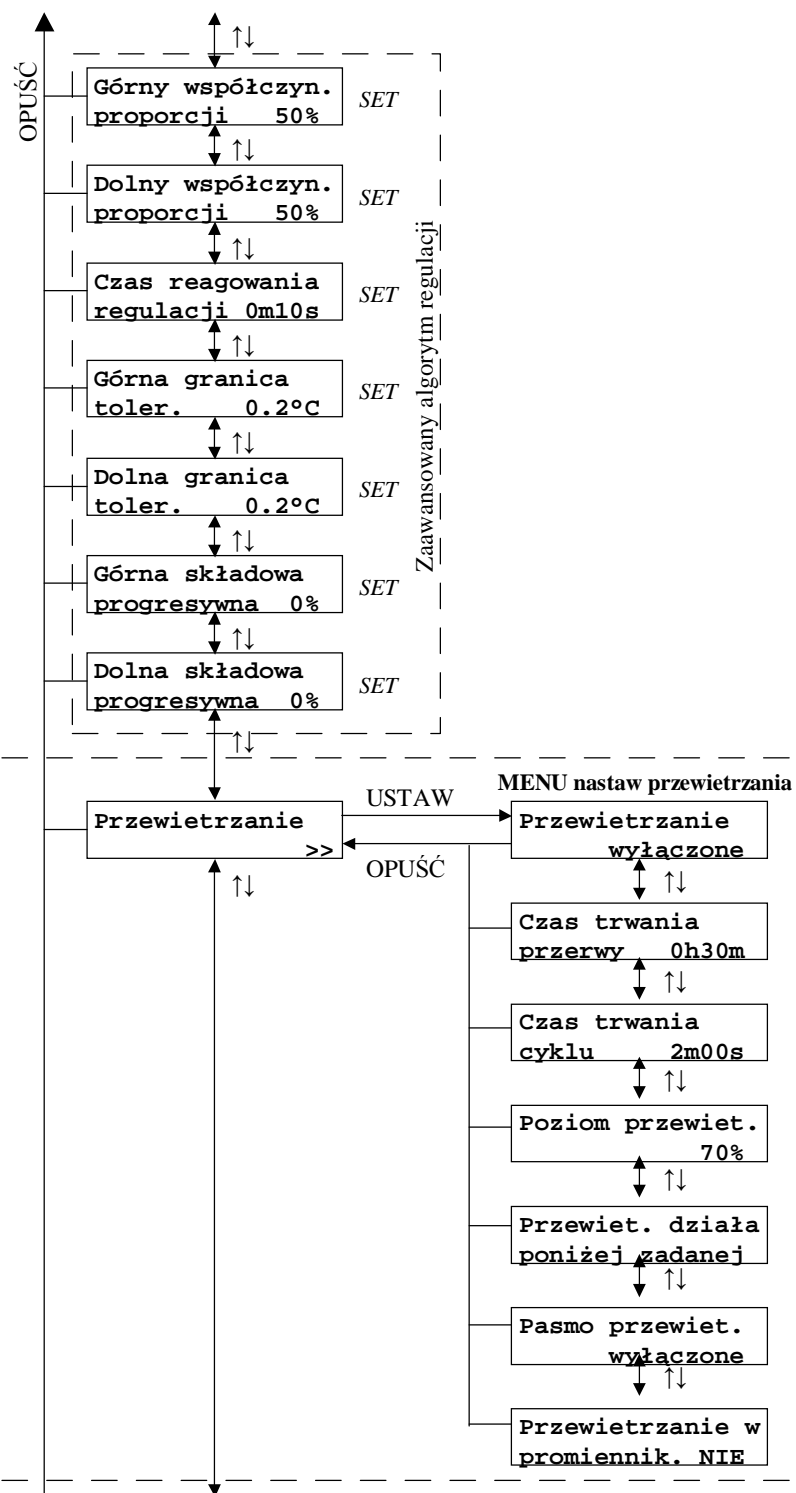 ↑↓
OPUŚĆ
Górny współczyn.
proporcji 50%
SET
↑↓
Dolny współczyn.
proporcji 50%
SET
↑↓
Czas reagowania
regulacji 0m10s
SET
↑↓
Górna granica
toler. 0.2°C
SET
↑↓
Dolna granica
toler. 0.2°C
SET
↑↓
Górna składowa
progresywna 0%
SET
↑↓
Dolna składowa
progresywna 0%
SET
Zaawansowany algorytm regulacji
↑↓
Przewietrzanie
>>
USTAW
OPUŚĆ
↑↓
MENU nastaw przewietrzania
Przewietrzanie
wyłączone
↑↓
Czas trwania
przerwy 0h30m
↑↓
Czas trwania
cyklu 2m00s
↑↓
Poziom przewiet.
70%
↑↓
Przewiet. działa
poniżej zadanej
↑↓
Pasmo przewiet.
wyłączone
↑↓
Przewietrzanie w
promiennik. NIE